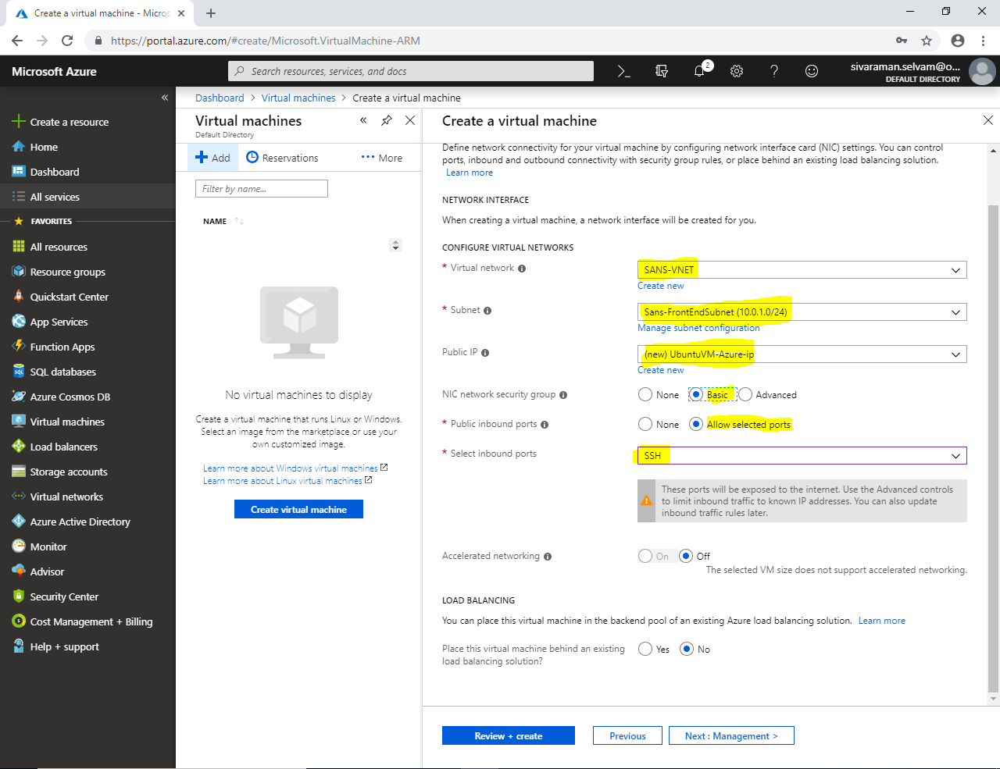 Create a virtual machine - Micros
https://portal.azure.com/#create/Microsoft.VirtualMachine-ARM
Microsoft Azure
Search resources, services, and docs
2
sivaraman.selvam@o...
DEFAULT DIRECTORY
Create a resource
Home
Dashboard
All services
FAVORITES
All resources
Resource groups
Quickstart Center
App Services
Function Apps
SQL databases
Azure Cosmos DB
Virtual machines
Load balancers
Storage accounts
Virtual networks
Azure Active Directory
Monitor
Advisor
Security Center
Cost Management + Billing
Help + support
Dashboard > Virtual machines > Create a virtual machine
Virtual machines
Default Directory
Add
Reservations
More
Filter by name...
NAME
No virtual machines to display
Create a virtual machine that runs Linux or Windows.
Select an image from the marketplace or use your
own customized image.
Learn more about Windows virtual machines
Learn more about Linux virtual machines
Create virtual machine
Create a virtual machine
Define network connectivity for your virtual machine by configuring network interface card (NIC) settings. You can control
ports, inbound and outbound connectivity with security group rules, or place behind an existing load balancing solution.
Learn more
NETWORK INTERFACE
When creating a virtual machine, a network interface will be created for you.
CONFIGURE VIRTUAL NETWORKS
* Virtual network
SANS-VNET
Create new
* Subnet
Sans-FrontEndSubnet (10.0.1.0/24)
Manage subnet configuration
Public IP
(new) UbuntuVM-Azure-ip
Create new
NIC network security group
None Basic Advanced
* Public inbound ports
None Allow selected ports
* Select inbound ports
SSH
These ports will be exposed to the internet. Use the Advanced controls
to limit inbound traffic to known IP addresses. You can also update
inbound traffic rules later.
Accelerated networking
On Off
The selected VM size does not support accelerated networking.
LOAD BALANCING
You can place this virtual machine in the backend pool of an existing Azure load balancing solution. Learn more
Place this virtual machine behind an existing
load balancing solution?
Yes No
Review + create
Previous
Next : Management >